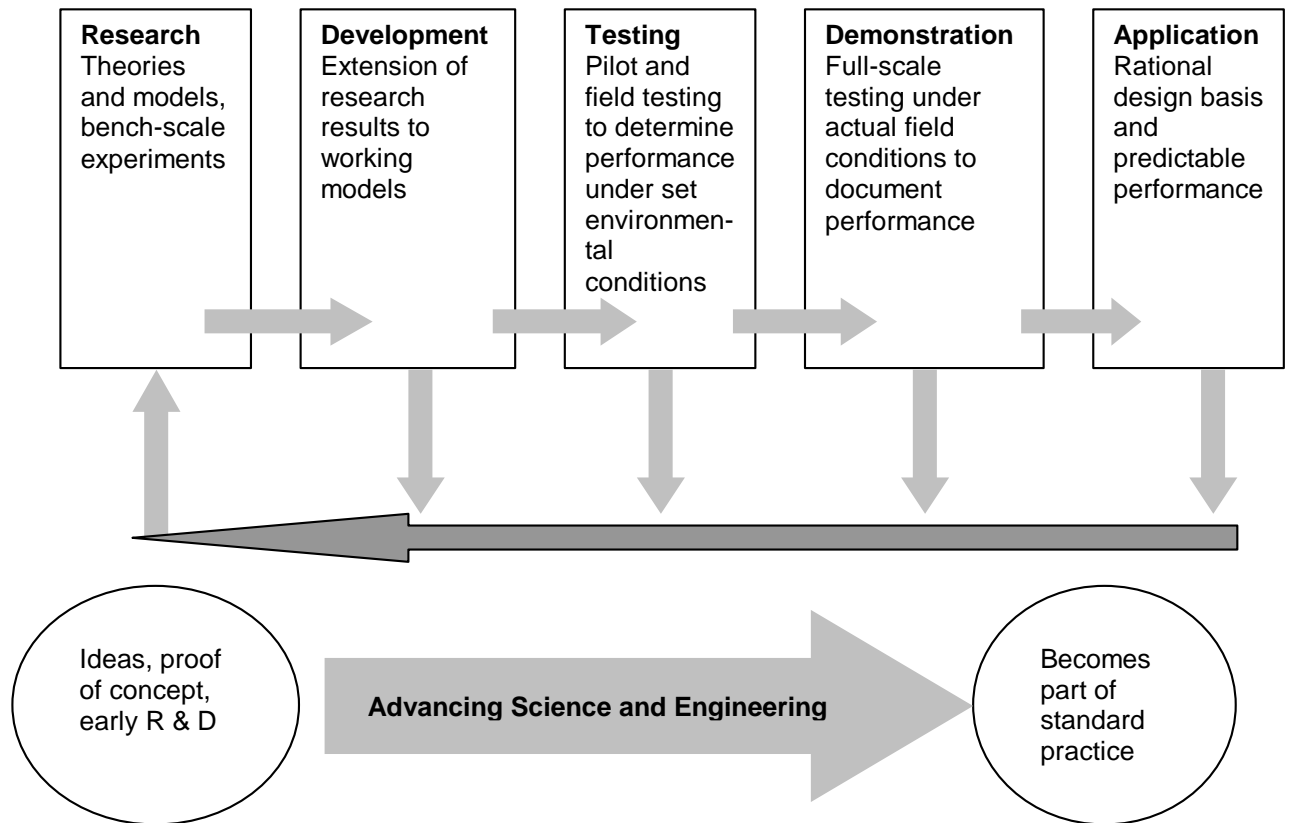 Research
Theories
and models,
bench-scale
experiments
Development
Extension of
research
results to
working
models
Testing
Pilot and
field testing
to determine
performance
under set
environmen-
tal
conditions
Demonstration
Full-scale
testing under
actual field
conditions to
document
performance
Application
Rational
design basis
and
predictable
performance
Ideas, proof
of concept,
early R & D
Advancing Science and Engineering
Becomes
part of
standard
practice